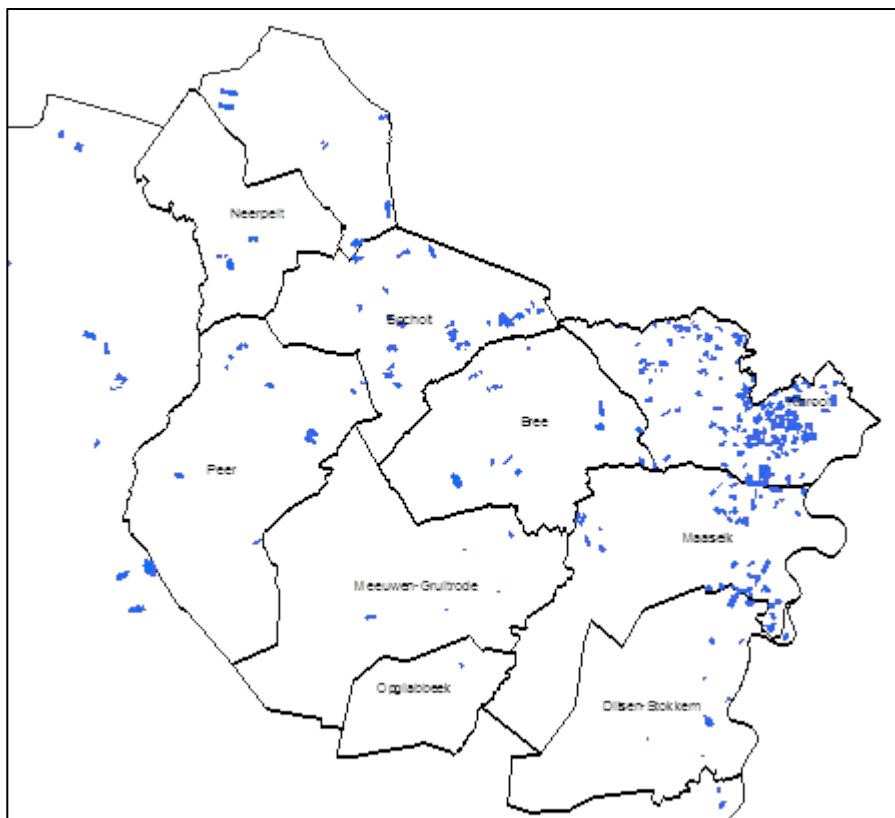 Neerpelt
Bocholt
Kinrooi
Bree
Peer
Maaseik
Meeuwen-Gruitrode
Opglabbeek
Dilsen-Stokkem